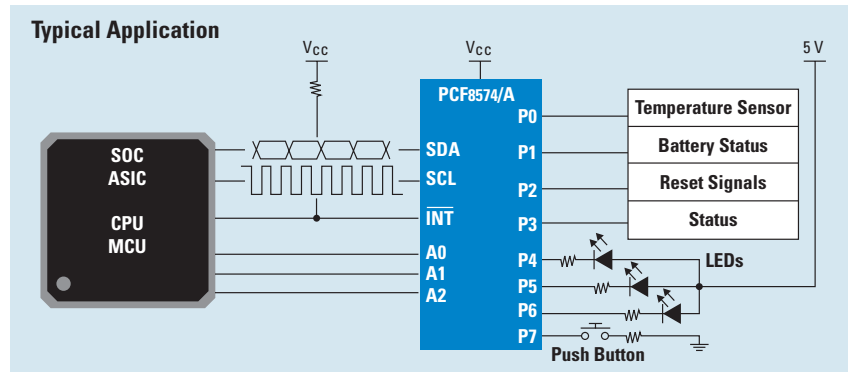 Typical Application
VCC
VCC
5 V
PCF8574/A
SOC
ASIC
CPU
MCU
SDA
SCL
INT
A0
A1
A2
P0
P1
P2
P3
P4
P5
P6
P7
Temperature Sensor
Battery Status
Reset Signals
Status
LEDs
Push Button